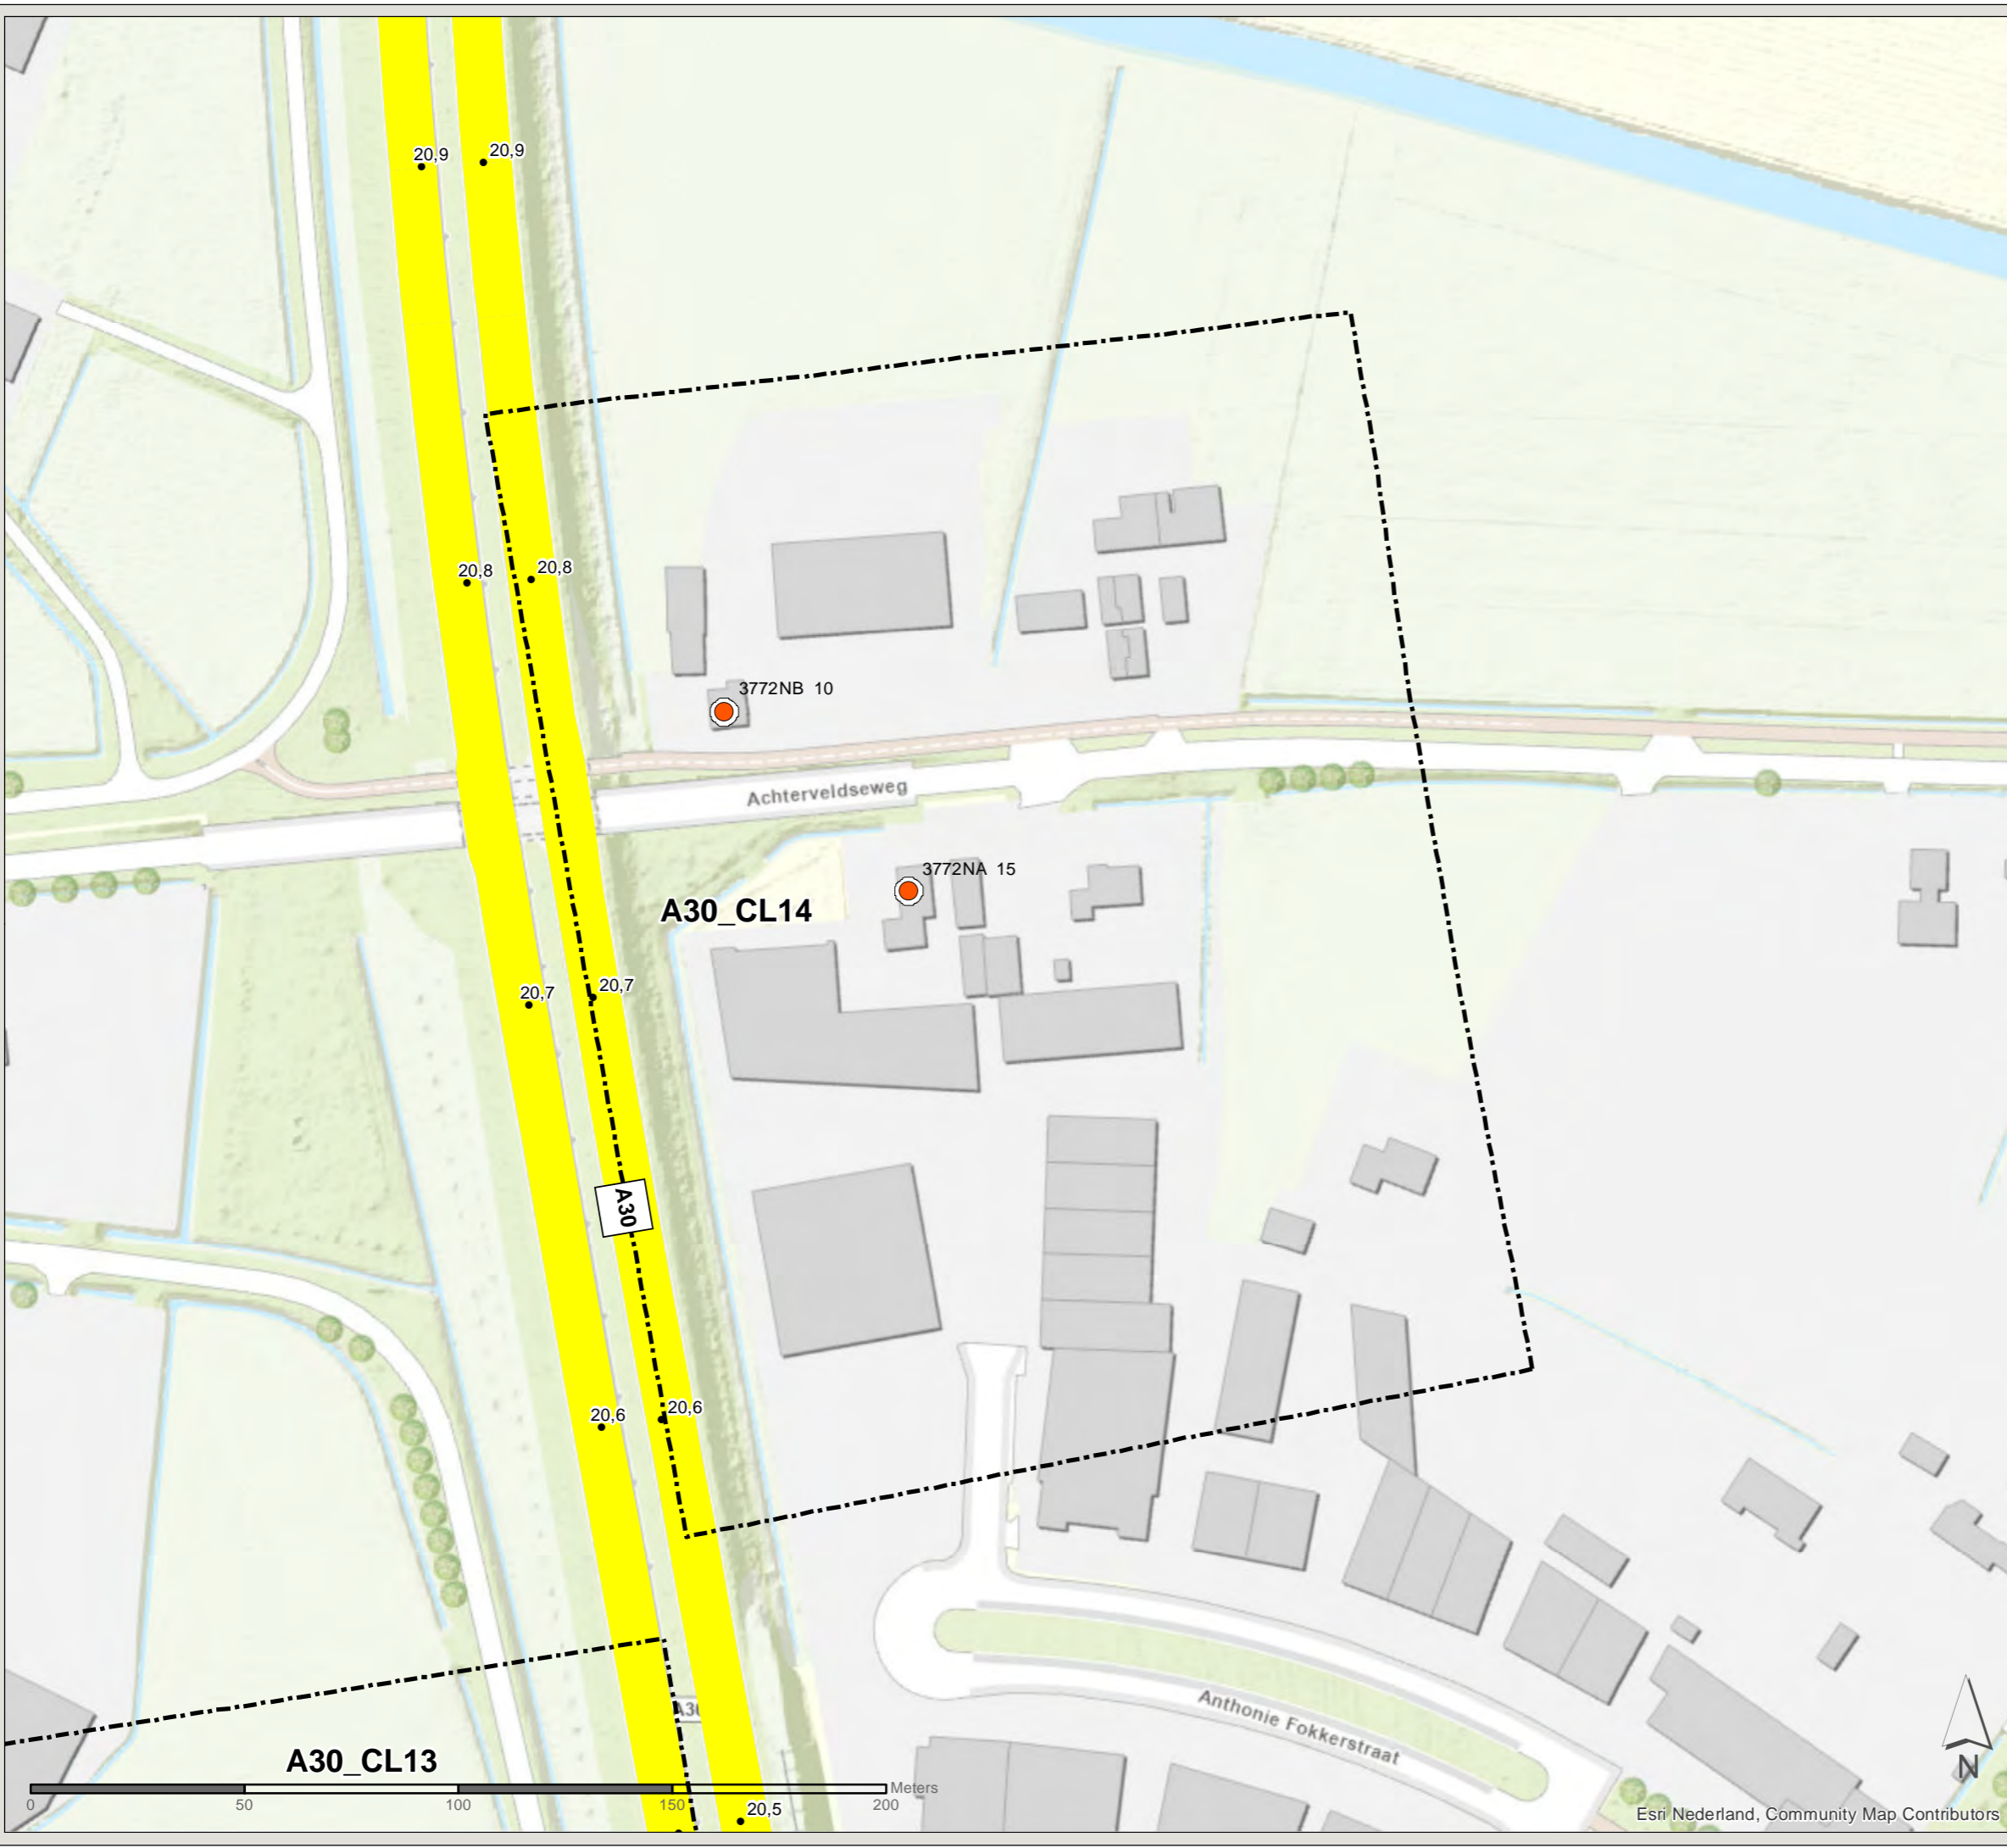 20,9
20,9
20,8
20,8
3772NB 10
Achterveldseweg
3772NA 15
A30_CL14
20,7
20,7
A30
20,6
20,6
A30
Anthonie Fokkerstraat
A30_CL13
Meters
0 50 100 150 200
20,5
N
Esri Nederland, Community Map Contributors